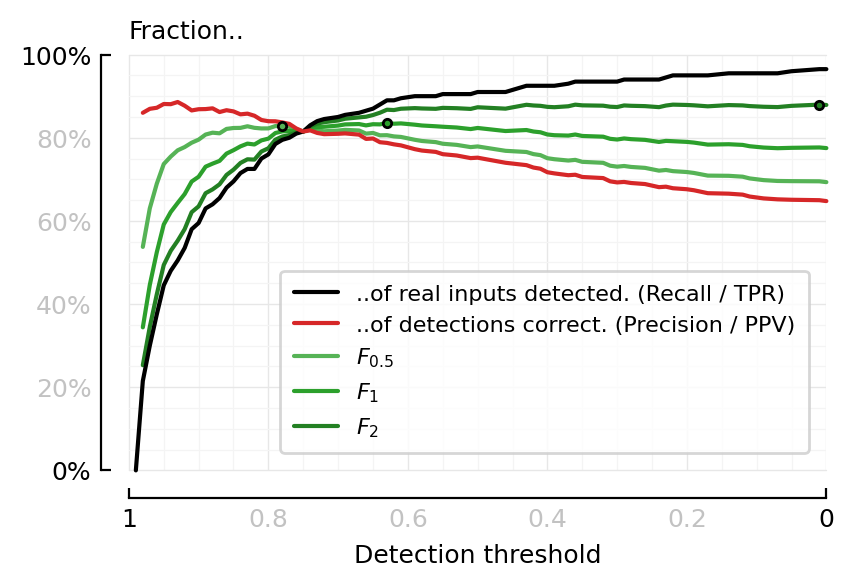 Fraction..
100%
80%
60%
40%
20%
0%
..of real inputs detected. (Recall / TPR)
..of detections correct. (Precision / PPV)
F0.5
F1
F2
1 0.8 0.6 0.4 0.2 0
Detection threshold